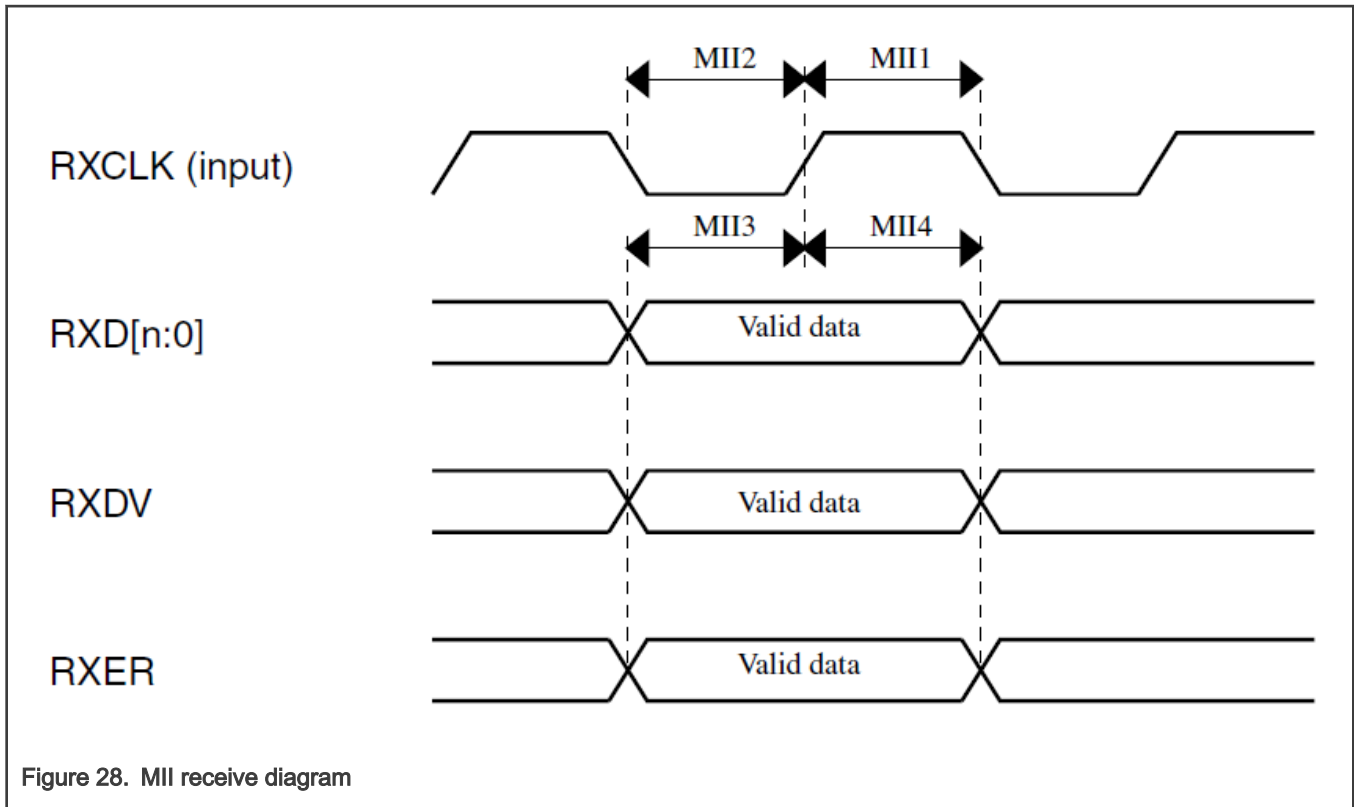 MII2 MII1
RXCLK (input)
MII3 MII4
RXD[n:0] Valid data
RXDV Valid data
RXER Valid data
Figure 28. MII receive diagram